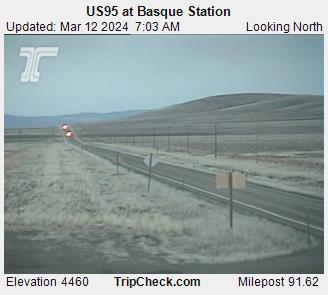 US95 at Basque Station
Updated: Mar 12 2024 7:03 AM Looking North
Elevation 4460 TripCheck.com Milepost 91.62